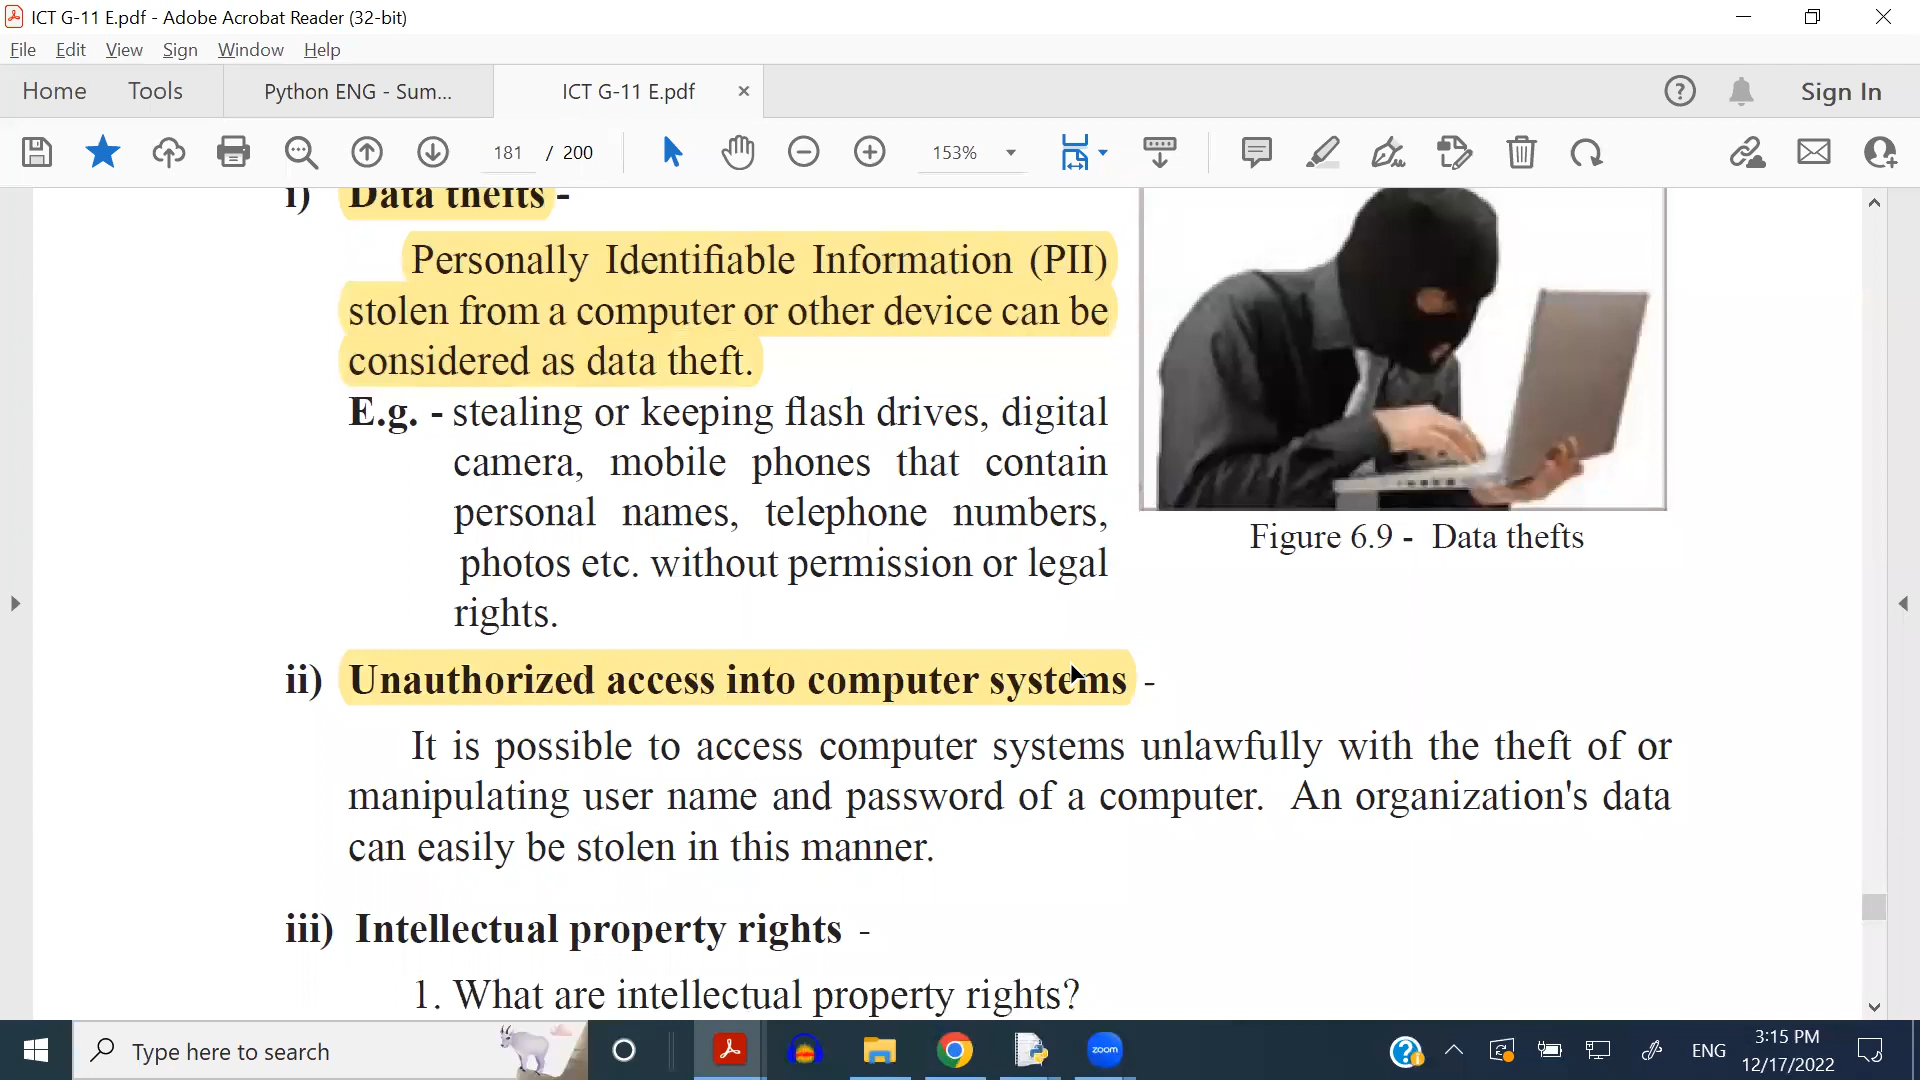 ICT G-11 E.pdf - Adobe Acrobat Reader (32-bit)
File Edit View Sign Window Help
Home Tools Python ENG - Sum... ICT G-11 E.pdf × Sign In
181 / 200 153%
i) Data thefts -
Personally Identifiable Information (PII)
stolen from a computer or other device can be
considered as data theft.
E.g. - stealing or keeping flash drives, digital
camera, mobile phones that contain
personal names, telephone numbers,
photos etc. without permission or legal
rights.
Figure 6.9 - Data thefts
ii) Unauthorized access into computer systems -
It is possible to access computer systems unlawfully with the theft of or
manipulating user name and password of a computer. An organization's data
can easily be stolen in this manner.
iii) Intellectual property rights -
1. What are intellectual property rights?
Type here to search
zoom
ENG
3:15 PM
12/17/2022